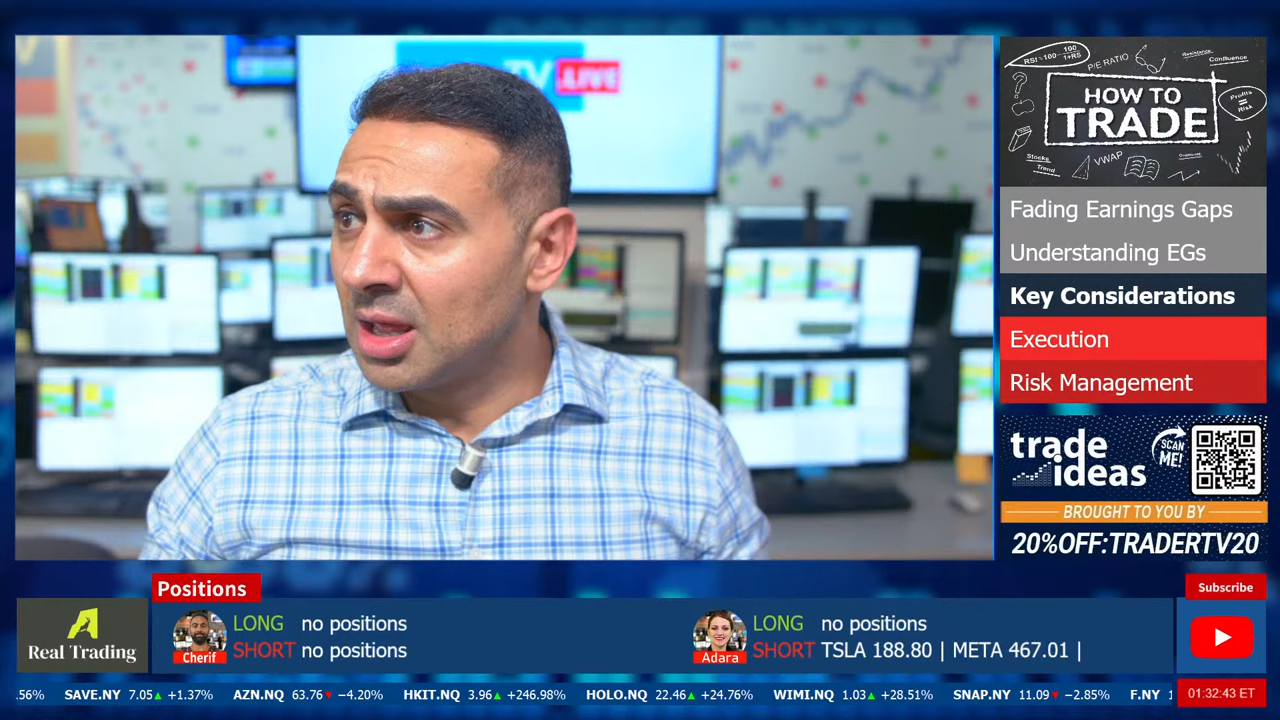 TV.LIVE
RSI=100- 100
1+RS
P/E RATIO
Resistance
Confluence
HOW TO
TRADE
Profits
=
Risk
Stocks
Trend
VWAP
Fading Earnings Gaps
Understanding EGs
Key Considerations
Execution
Risk Management
trade
ideas
SCAN
ME!
BROUGHT TO YOU BY
20%OFF:TRADERTV20
Positions
Subscribe
Real Trading
Cherif
LONG no positions
SHORT no positions
Adara
LONG no positions
SHORT TSLA 188.80 | META 467.01 |
.56% SAVE.NY 7.05▲ +1.37% AZN.NQ 63.76▼ −4.20% HKIT.NQ 3.96▲ +246.98% HOLO.NQ 22.46▲ +24.76% WIMI.NQ 1.03▲ +28.51% SNAP.NY 11.09▼ −2.85% F.NY
01:32:43 ET